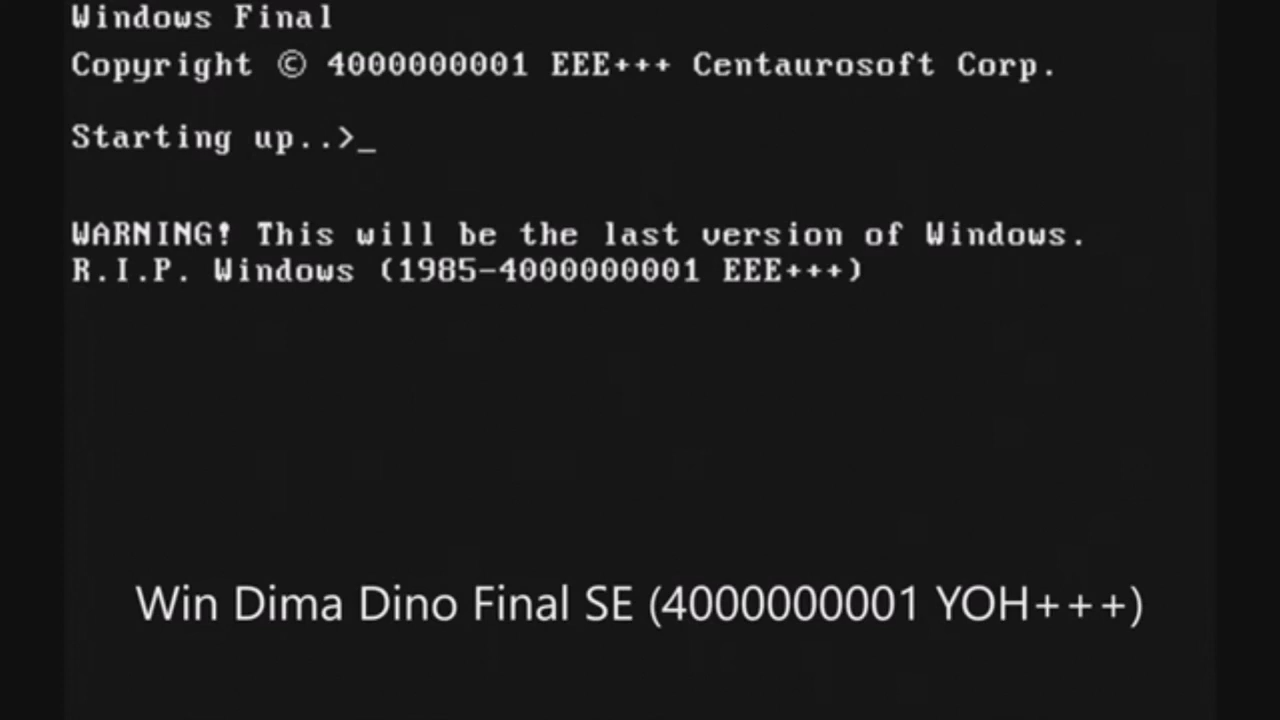 Windows Final
Copyright © 4000000001 EEE+++ Centaurosoft Corp.
Starting up..>_
WARNING! This will be the last version of Windows.
R.I.P. Windows (1985-4000000001 EEE+++)
Win Dima Dino Final SE (4000000001 YOH+++)